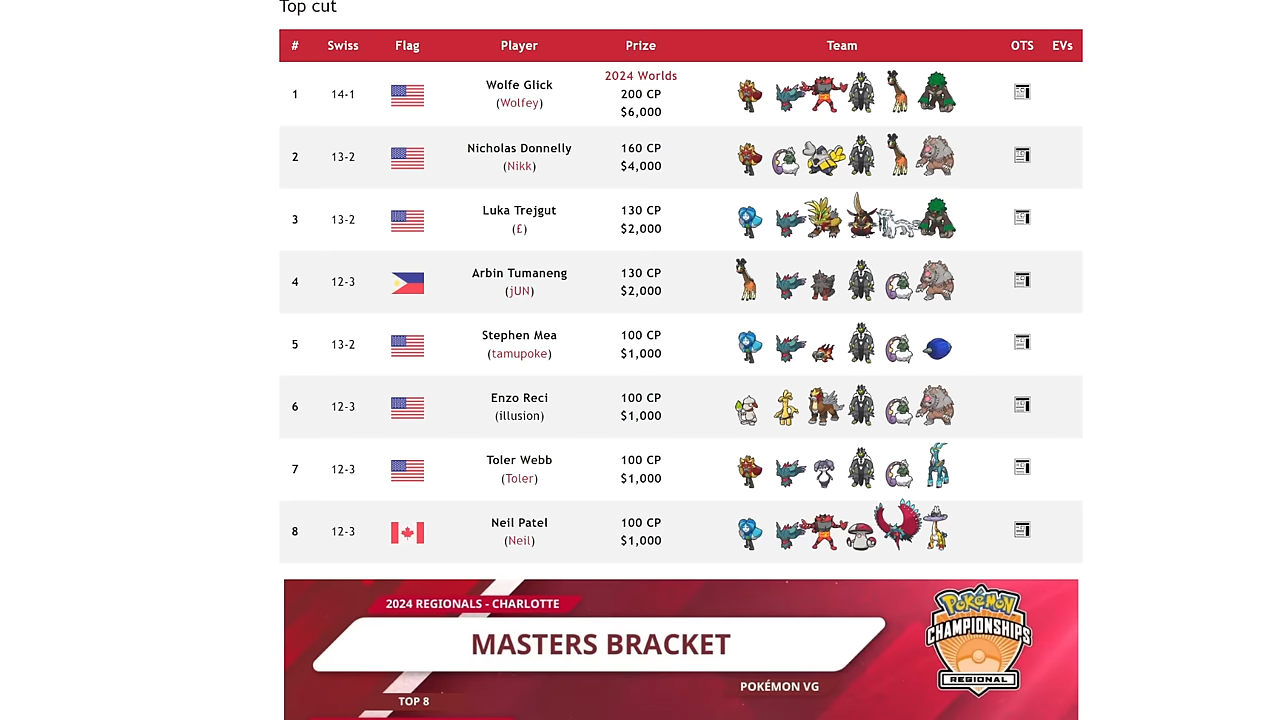 Top cut
# Swiss Flag Player Prize Team OTS EVs
1 14-1 Wolfe Glick (Wolfey) 2024 Worlds 200 CP $6,000
2 13-2 Nicholas Donnelly (Nikk) 160 CP $4,000
3 13-2 Luka Trejgut (£) 130 CP $2,000
4 12-3 Arbin Tumaneng (jUN) 130 CP $2,000
5 13-2 Stephen Mea (tamupoke) 100 CP $1,000
6 12-3 Enzo Reci (illusion) 100 CP $1,000
7 12-3 Toler Webb (Toler) 100 CP $1,000
8 12-3 Neil Patel (Neil) 100 CP $1,000
2024 REGIONALS - CHARLOTTE
MASTERS BRACKET
POKÉMON VG
TOP 8
Pokémon
CHAMPIONSHIPS
REGIONAL